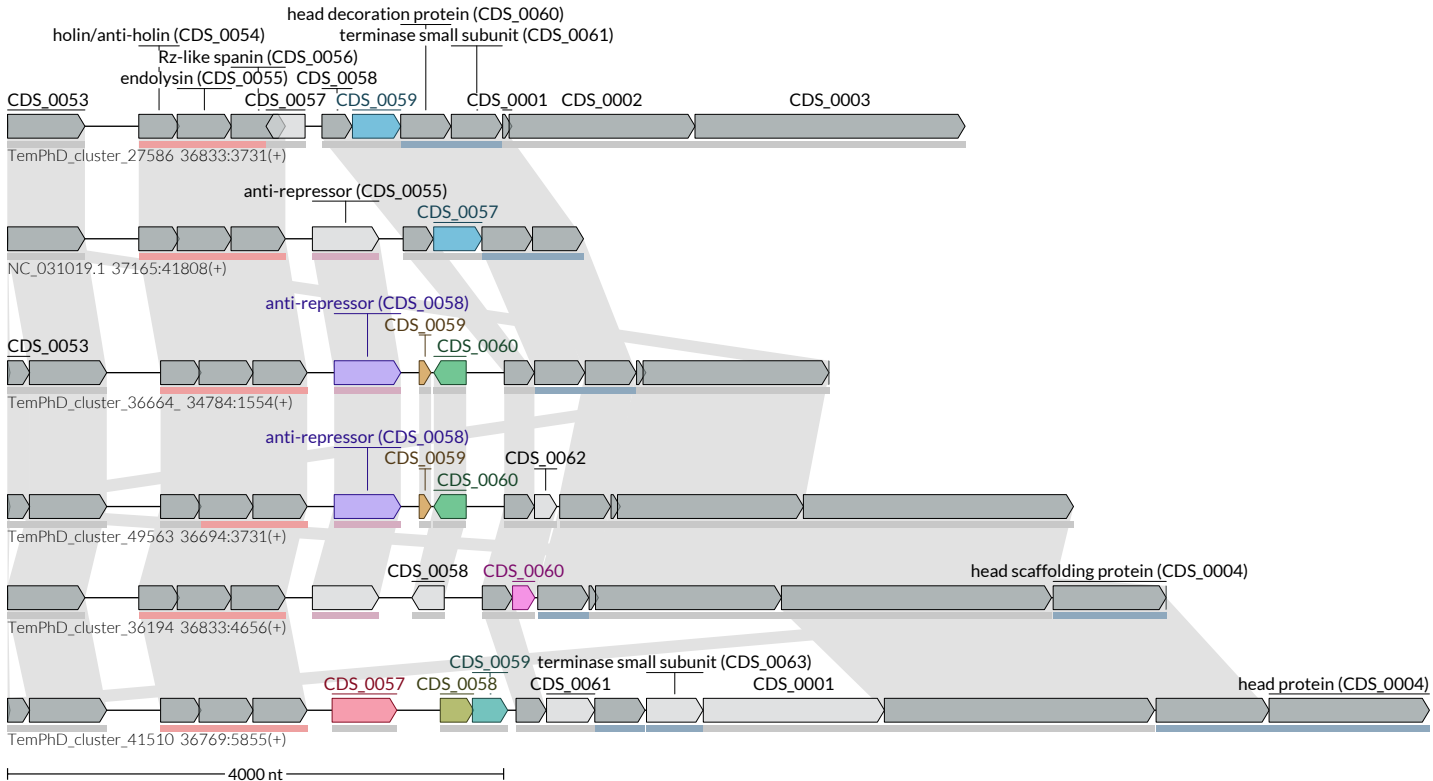 head decoration protein (CDS_0060)
holin/anti-holin (CDS_0054) terminase small subunit (CDS_0061)
Rz-like spanin (CDS_0056)
endolysin (CDS_0055) CDS_0058
CDS_0053 CDS_0057 CDS_0059 CDS_0001 CDS_0002 CDS_0003
TemPhD_cluster_27586 36833:3731(+)
anti-repressor (CDS_0055)
CDS_0057
NC_031019.1 37165:41808(+)
anti-repressor (CDS_0058)
CDS_0059
CDS_0053 CDS_0060
TemPhD_cluster_36664_ 34784:1554(+)
anti-repressor (CDS_0058)
CDS_0059 CDS_0062
CDS_0060
TemPhD_cluster_49563 36694:3731(+)
CDS_0058 CDS_0060 head scaffolding protein (CDS_0004)
TemPhD_cluster_36194 36833:4656(+)
CDS_0059 terminase small subunit (CDS_0063)
CDS_0057 CDS_0058 CDS_0061 CDS_0001 head protein (CDS_0004)
TemPhD_cluster_41510 36769:5855(+)
4000 nt